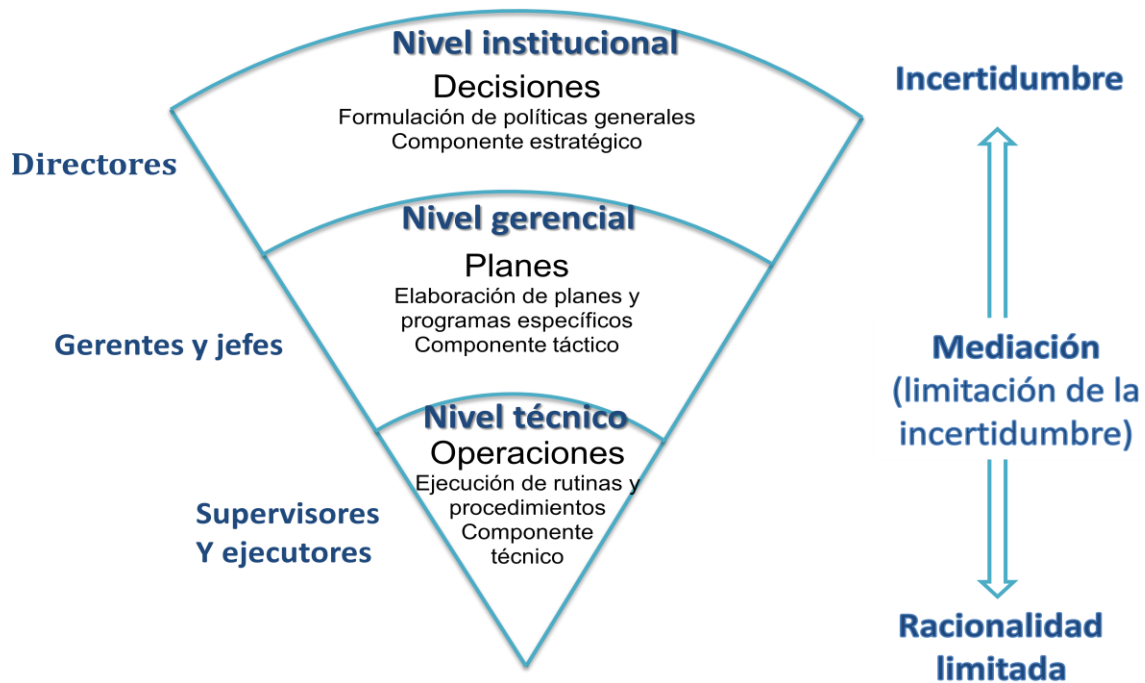 Nivel institucional
Decisiones
Formulación de políticas generales
Componente estratégico
Directores
Nivel gerencial
Planes
Elaboración de planes y
programas específicos
Componente táctico
Gerentes y jefes
Nivel técnico
Operaciones
Ejecución de rutinas y
procedimientos
Componente
técnico
Supervisores
Y ejecutores
Incertidumbre
Mediación
(limitación de la
incertidumbre)
Racionalidad
limitada